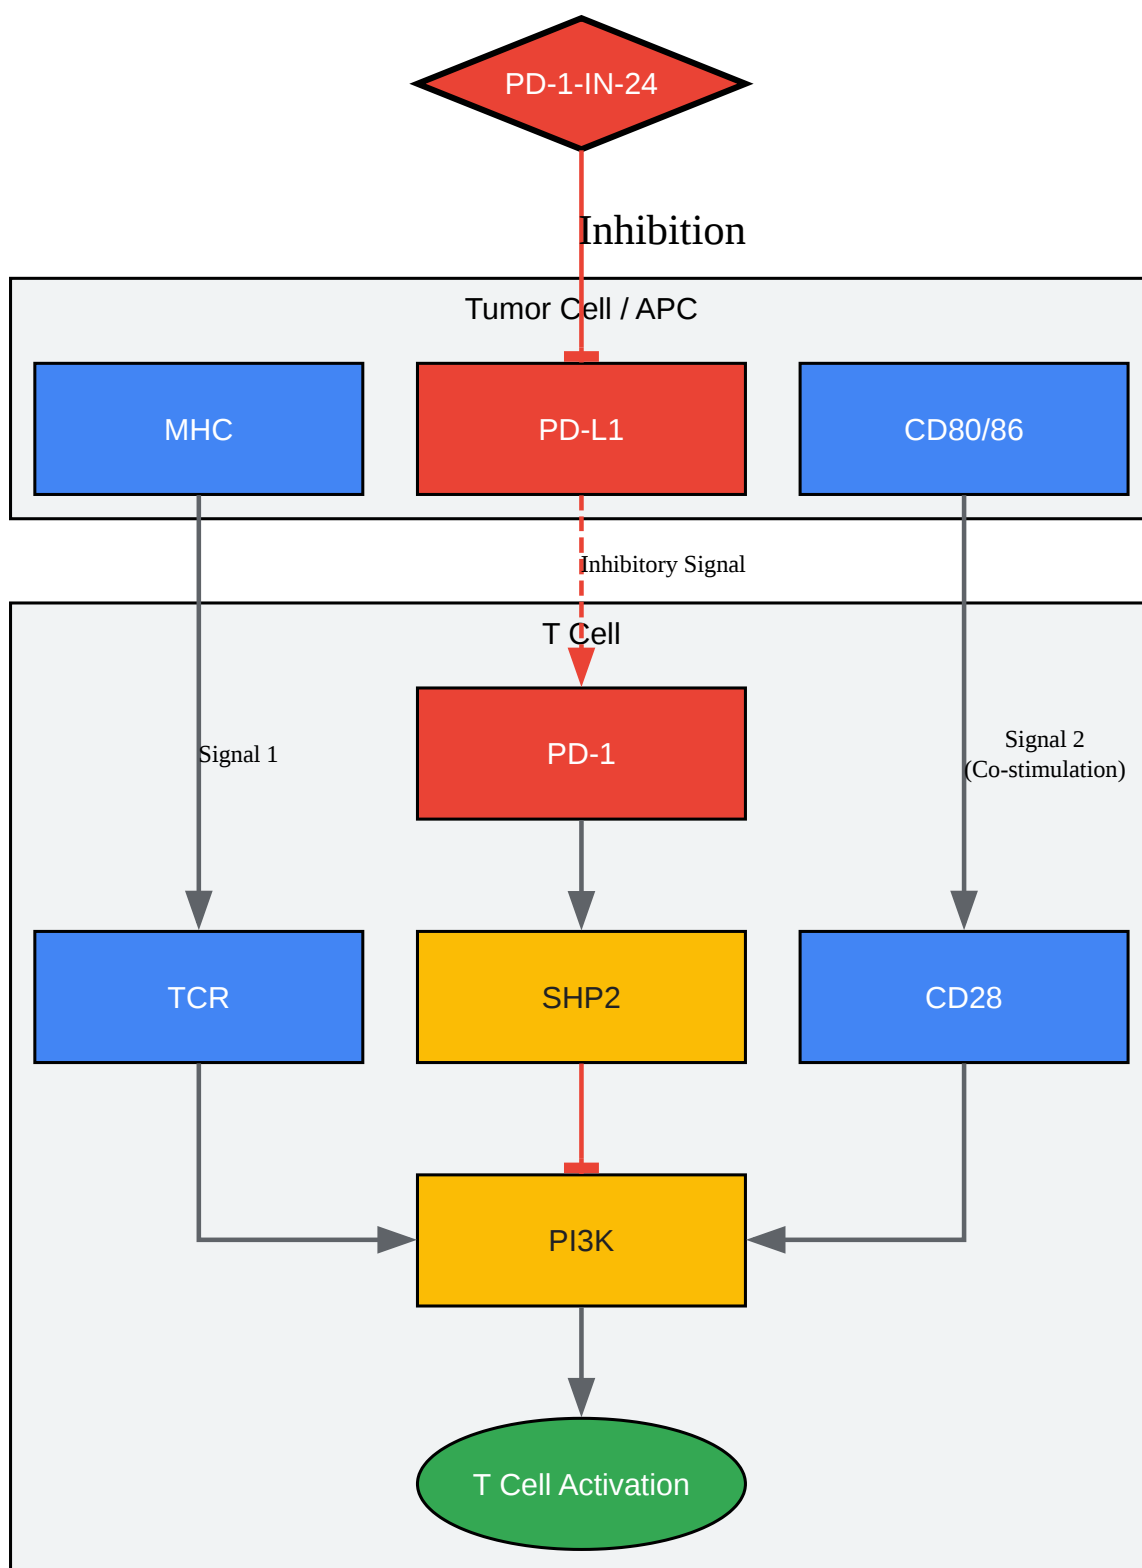 PD-1-IN-24
Inhibition
Tumor Cell / APC
MHC
PD-L1
CD80/86
Inhibitory Signal
T Cell
PD-1
Signal 1
Signal 2
(Co-stimulation)
TCR
SHP2
CD28
PI3K
T Cell Activation